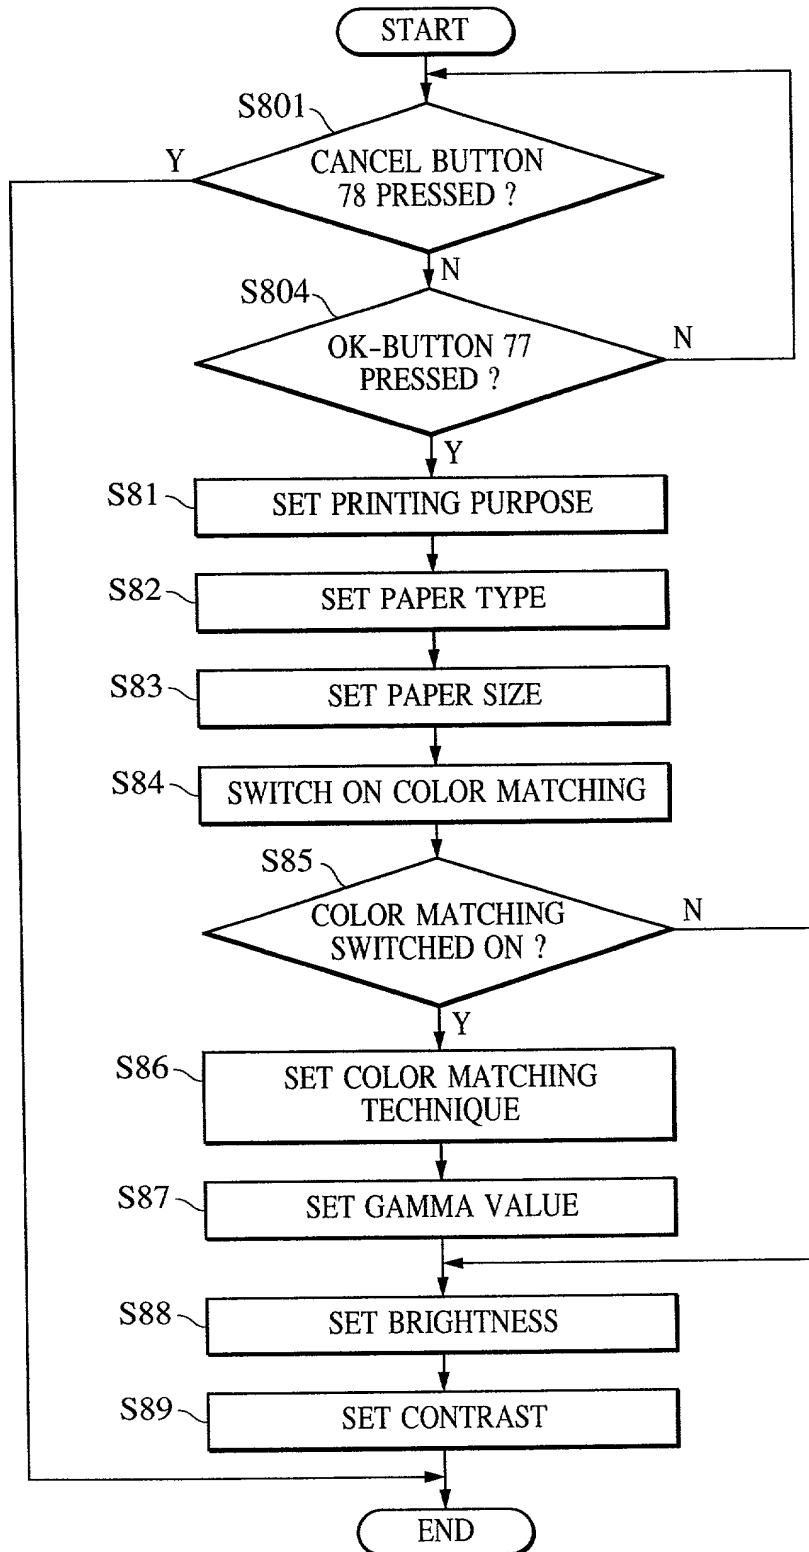 START
S801
Y
CANCEL BUTTON
78 PRESSED ?
N
S804
OK-BUTTON 77
PRESSED ?
N
Y
S81
SET PRINTING PURPOSE
S82
SET PAPER TYPE
S83
SET PAPER SIZE
S84
SWITCH ON COLOR MATCHING
S85
COLOR MATCHING
SWITCHED ON ?
N
Y
S86
SET COLOR MATCHING
TECHNIQUE
S87
SET GAMMA VALUE
S88
SET BRIGHTNESS
S89
SET CONTRAST
END